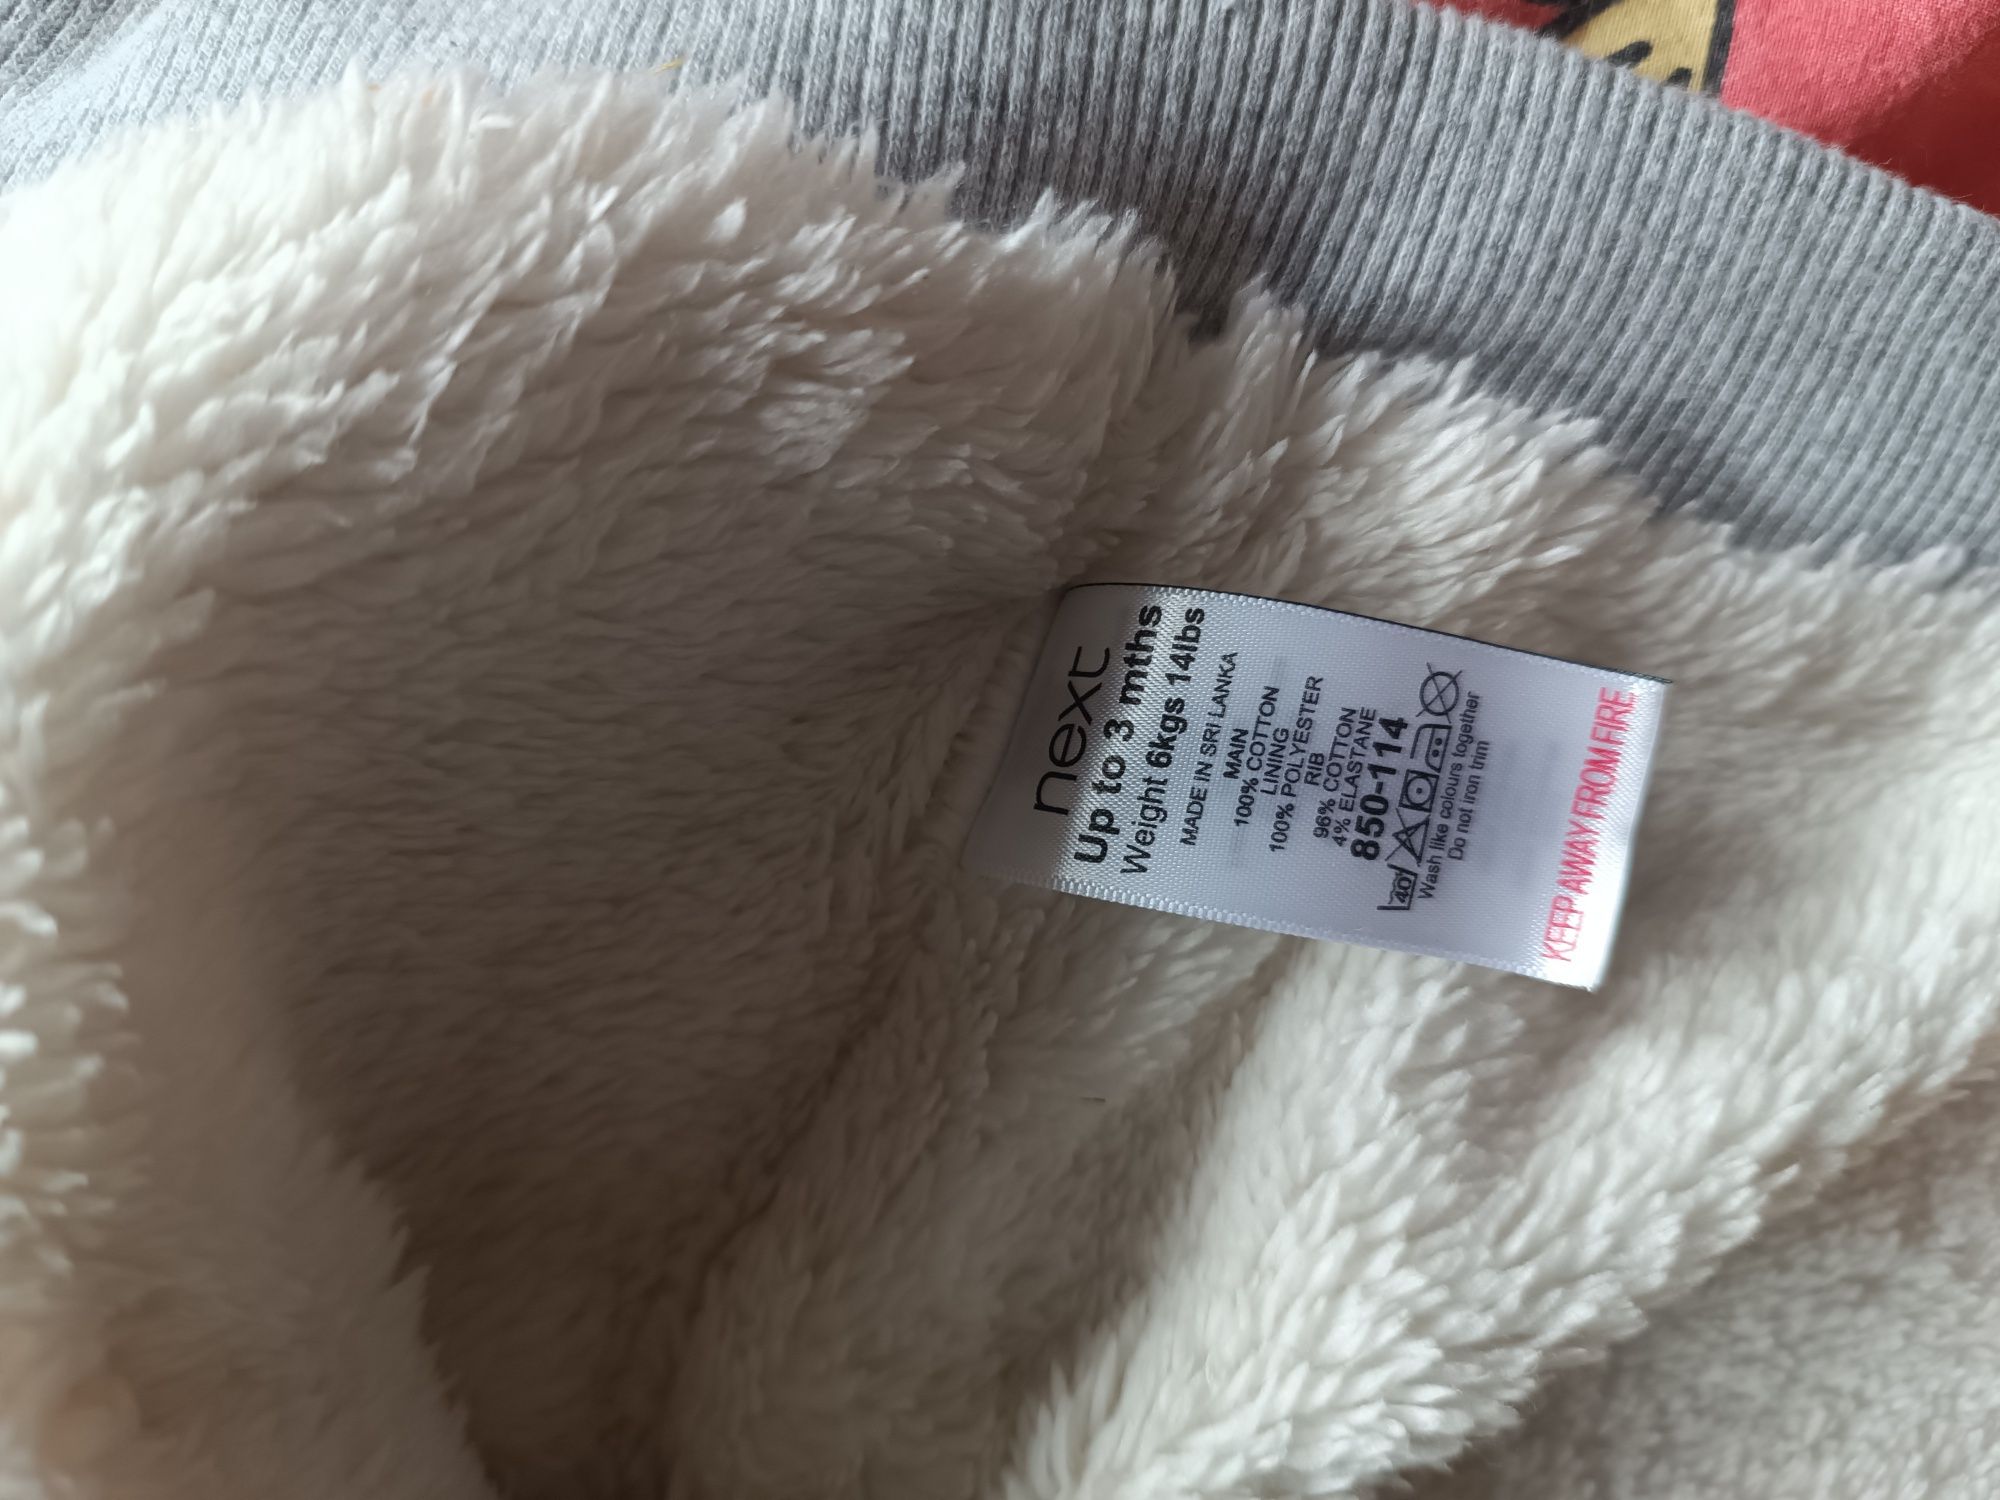 next
Up to 3 mths
Weight 6kgs 14lbs
MADE IN SRI LANKA
MAIN
100% COTTON
LINING
100% POLYESTER
RIB
96% COTTON
4% ELASTANE
850-114
40
Wash like colours together
Do not iron trim
KEEP AWAY FROM FIRE